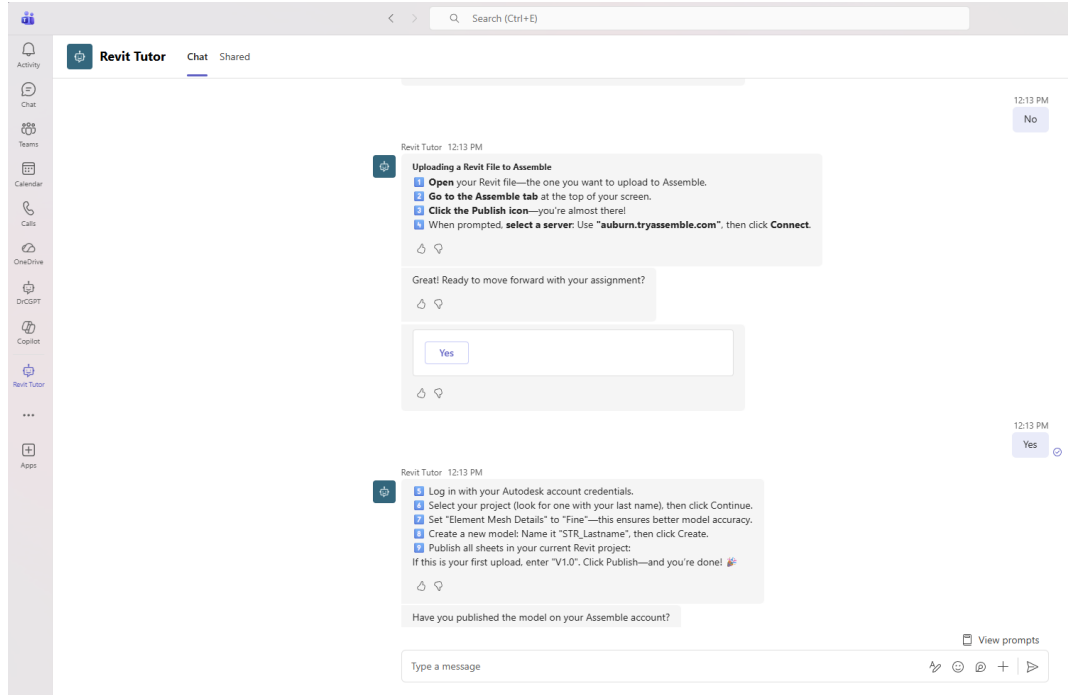 Search (Ctrl+E)
Activity
Chat
Teams
Calendar
Calls
OneDrive
DrCGPT
Copilot
Revit Tutor
Apps
Revit Tutor Chat Shared
12:13 PM
No
Revit Tutor 12:13 PM
Uploading a Revit File to Assemble
1 Open your Revit file—the one you want to upload to Assemble.
2 Go to the Assemble tab at the top of your screen.
3 Click the Publish icon—you're almost there!
4 When prompted, select a server: Use "auburn.tryassemble.com", then click Connect.
Great! Ready to move forward with your assignment?
Yes
12:13 PM
Yes
Revit Tutor 12:13 PM
5 Log in with your Autodesk account credentials.
6 Select your project (look for one with your last name), then click Continue.
7 Set "Element Mesh Details" to "Fine"—this ensures better model accuracy.
8 Create a new model: Name it "STR_Lastname", then click Create.
9 Publish all sheets in your current Revit project:
If this is your first upload, enter "V1.0". Click Publish—and you're done! 🎉
Have you published the model on your Assemble account?
View prompts
Type a message